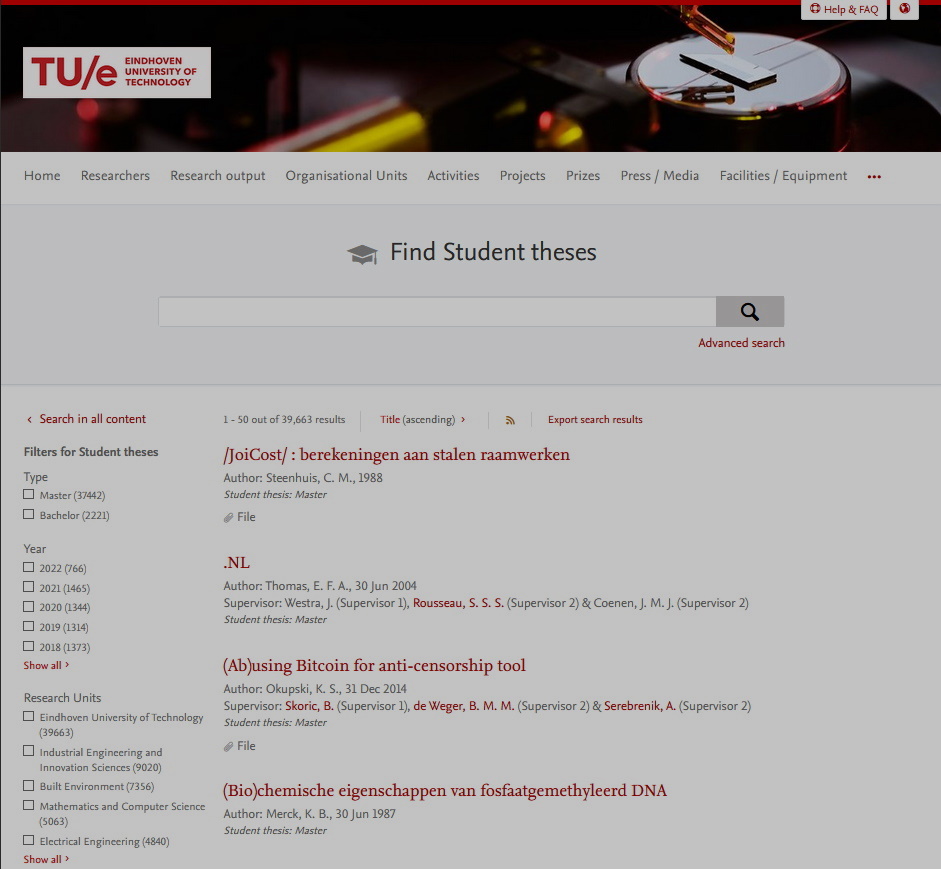 Help & FAQ
TU/e EINDHOVEN
UNIVERSITY OF
TECHNOLOGY
Home Researchers Research output Organisational Units Activities Projects Prizes Press / Media Facilities / Equipment •••
Find Student theses
Advanced search
‹ Search in all content
Filters for Student theses
Type
Master (37442)
Bachelor (2221)
Year
2022 (766)
2021 (1465)
2020 (1344)
2019 (1314)
2018 (1373)
Show all ›
Research Units
Eindhoven University of Technology
(39663)
Industrial Engineering and
Innovation Sciences (9020)
Built Environment (7356)
Mathematics and Computer Science
(5063)
Electrical Engineering (4840)
Show all ›
1 - 50 out of 39,663 results Title (ascending) › Export search results
/JoiCost/ : berekeningen aan stalen raamwerken
Author: Steenhuis, C. M., 1988
Student thesis: Master
File
.NL
Author: Thomas, E. F. A., 30 Jun 2004
Supervisor: Westra, J. (Supervisor 1), Rousseau, S. S. S. (Supervisor 2) & Coenen, J. M. J. (Supervisor 2)
Student thesis: Master
(Ab)using Bitcoin for anti-censorship tool
Author: Okupski, K. S., 31 Dec 2014
Supervisor: Skoric, B. (Supervisor 1), de Weger, B. M. M. (Supervisor 2) & Serebrenik, A. (Supervisor 2)
Student thesis: Master
File
(Bio)chemische eigenschappen van fosfaatgemethyleerd DNA
Author: Merck, K. B., 30 Jun 1987
Student thesis: Master